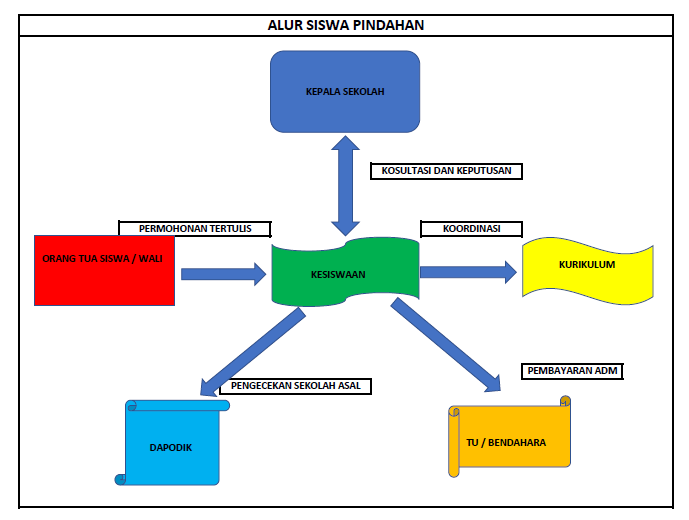 ALUR SISWA PINDAHAN
KEPALA SEKOLAH
KOSULTASI DAN KEPUTUSAN
PERMOHONAN TERTULIS
KOORDINASI
ORANG TUA SISWA / WALI
KESISWAAN
KURIKULUM
PENGECEKAN SEKOLAH ASAL
PEMBAYARAN ADM
DAPODIK
TU / BENDAHARA